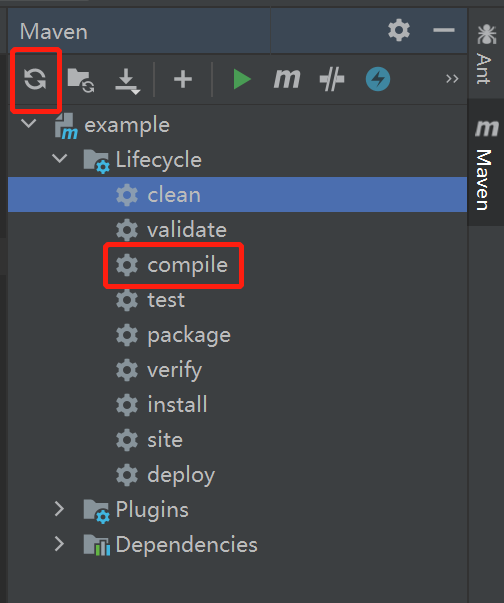 Maven
Ant
m
»
example
Lifecycle
clean
validate
Maven
compile
test
package
verify
install
site
deploy
Plugins
Dependencies